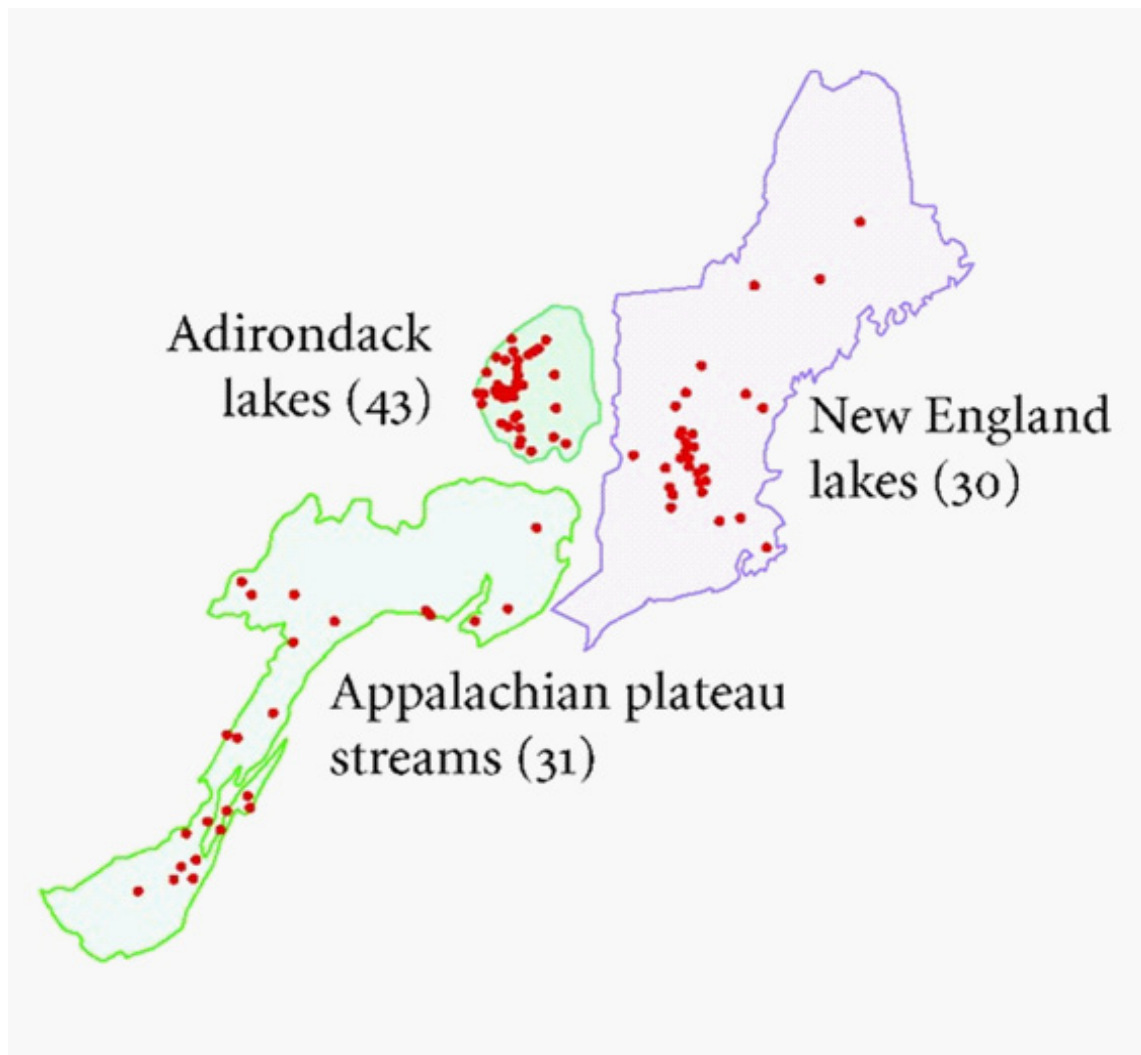 Adirondack
lakes (43)
New England
lakes (30)
Appalachian plateau
streams (31)